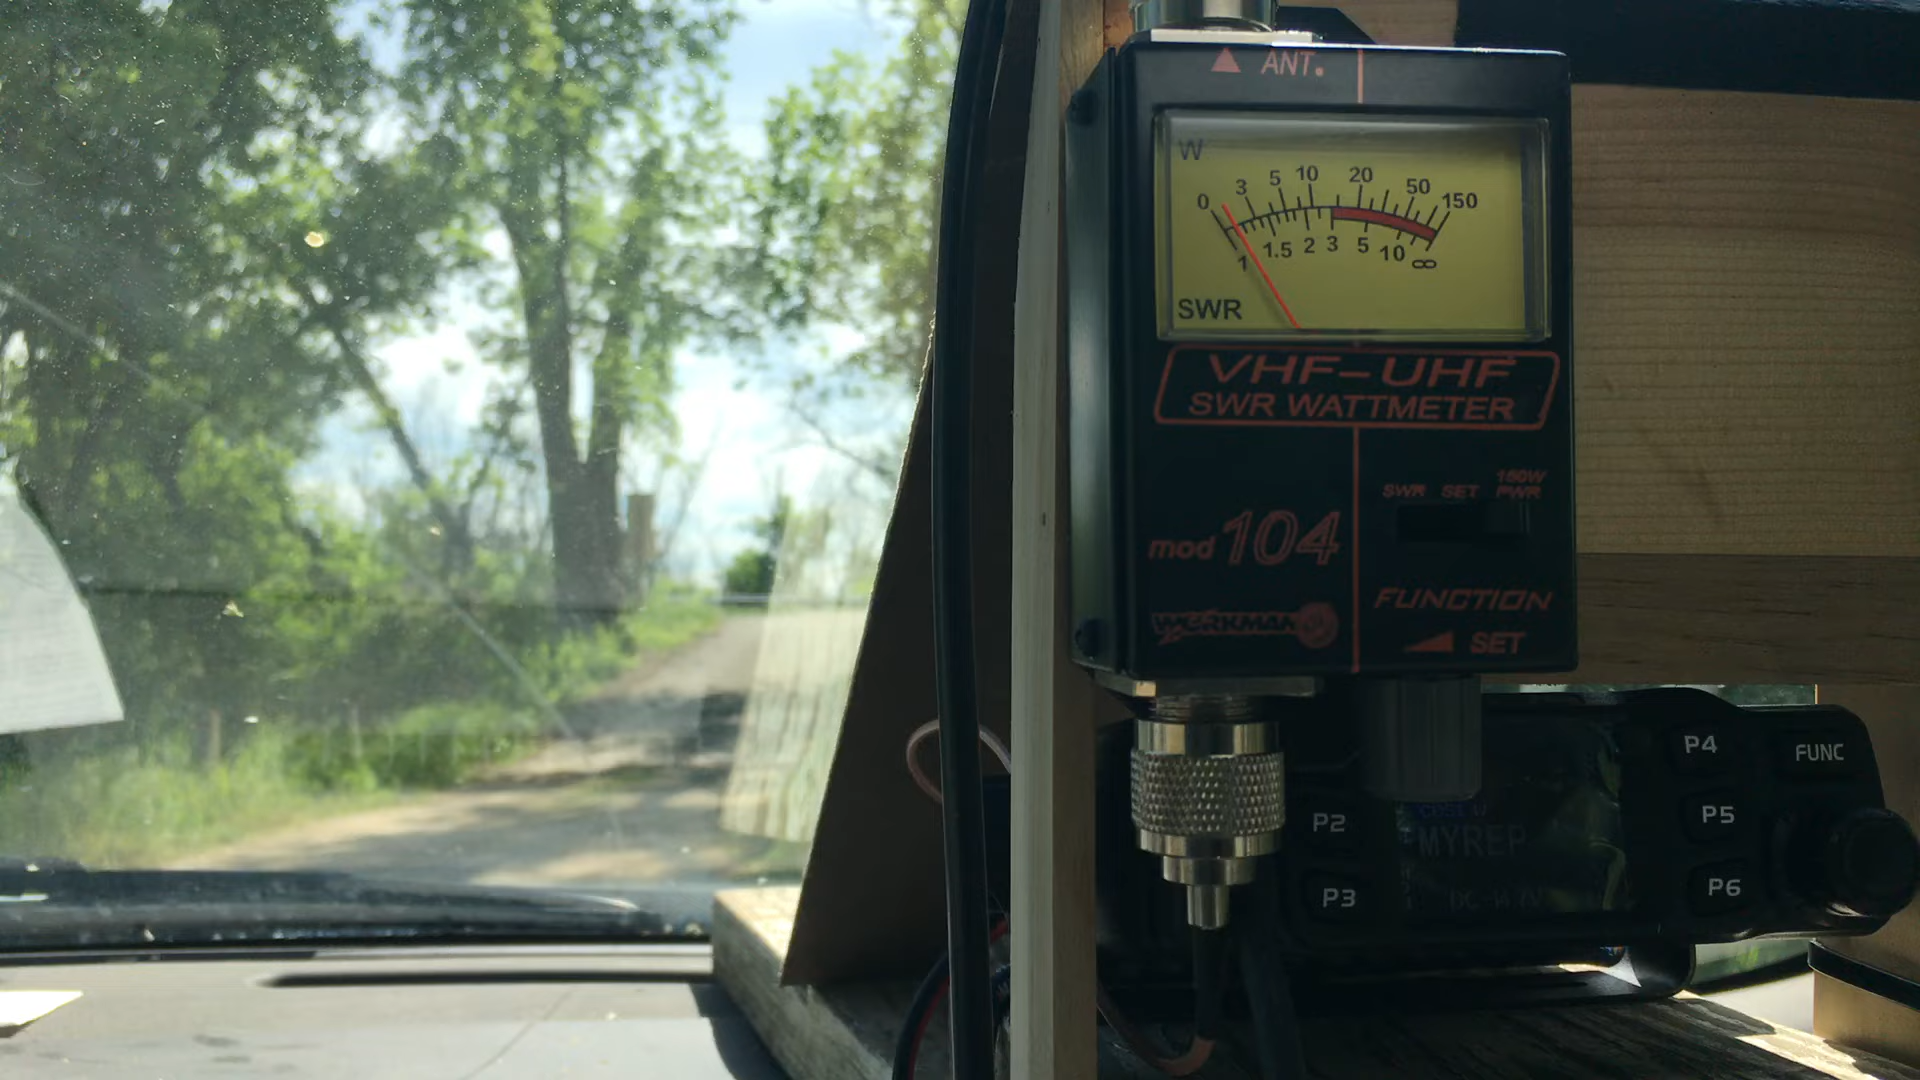 ANT.
W
0 3 5 10 20 50 150
1 1.5 2 3 5 10 ∞
SWR
VHF-UHF
SWR WATTMETER
150W
SWR SET PWR
mod 104
FUNCTION
WORKMAN
SET
P4
FUNC
P5
P2
MYREP
P6
P3